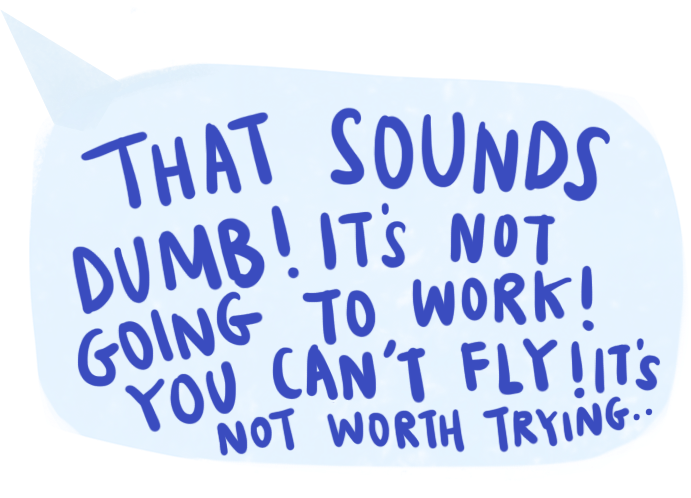 THAT SOUNDS
DUMB! IT'S NOT
GOING TO WORK!
YOU CAN'T FLY! IT'S
NOT WORTH TRYING..